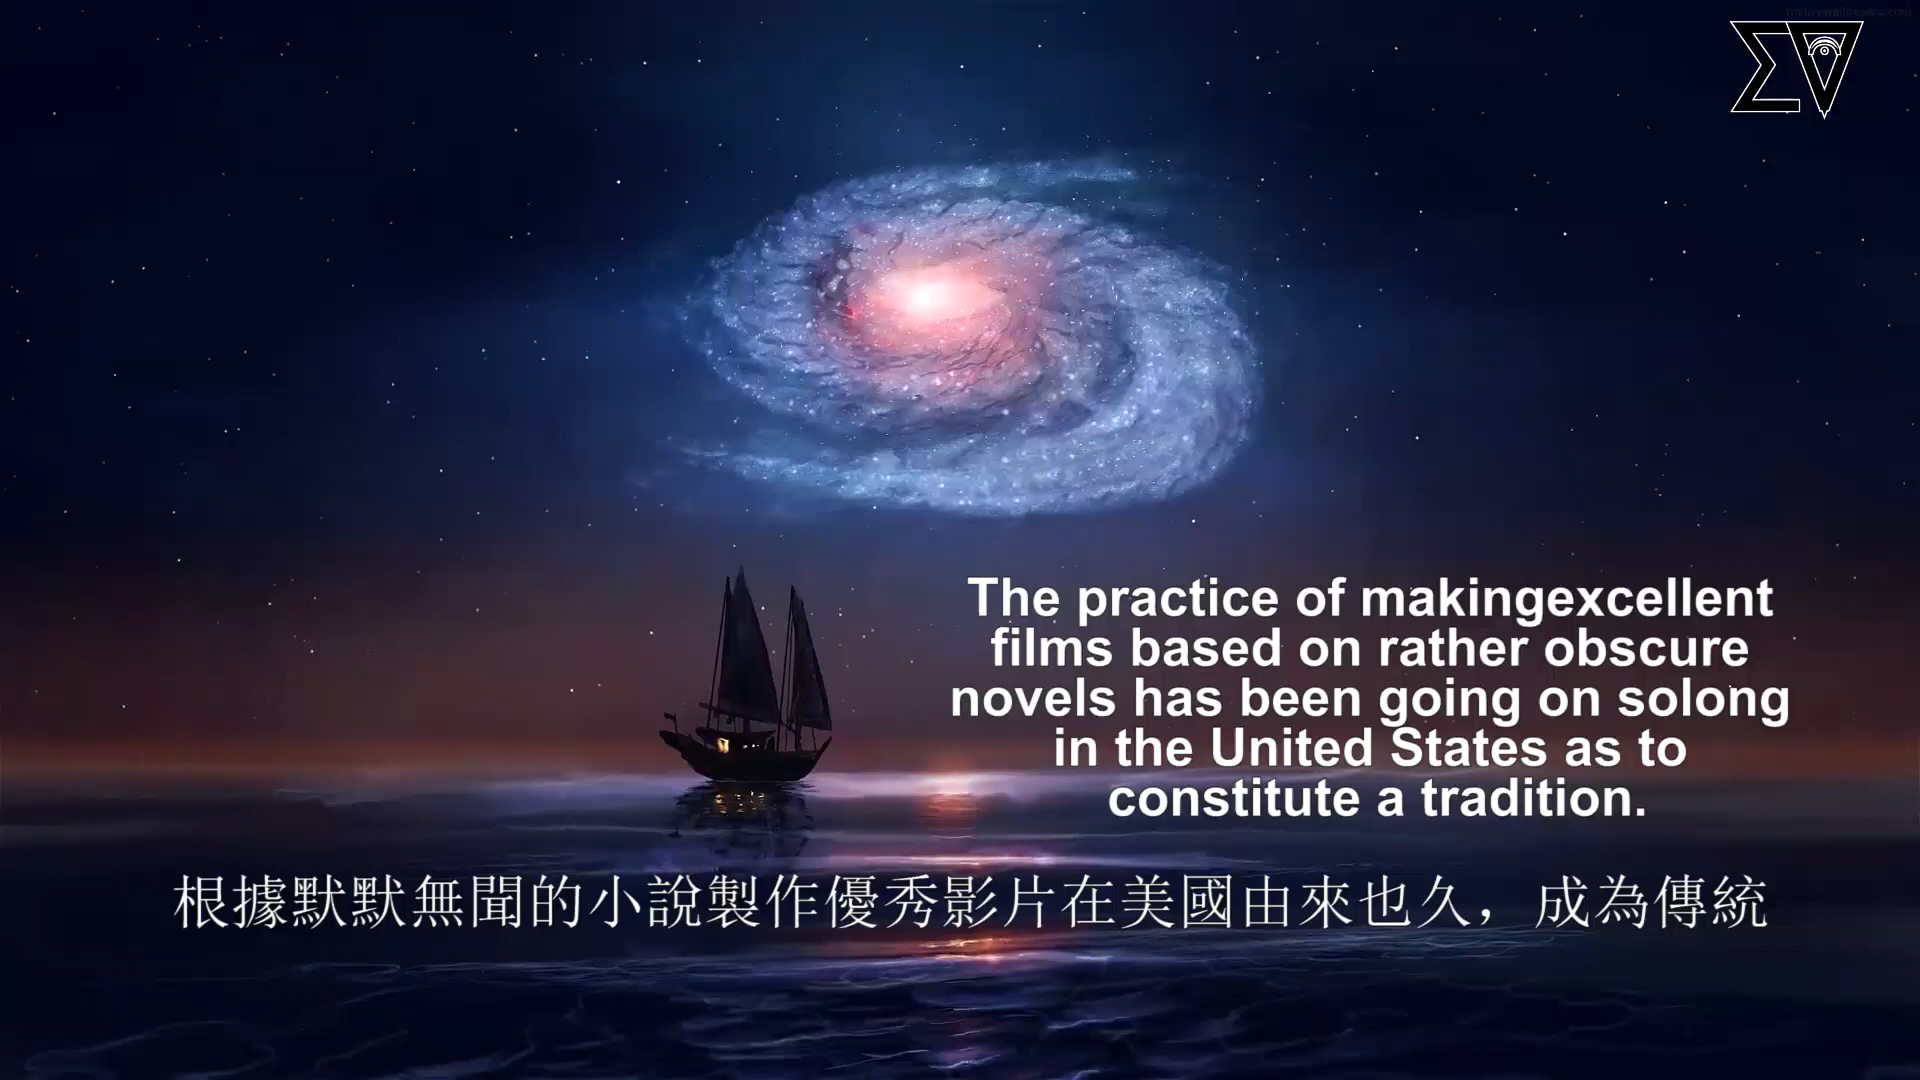 The practice of makingexcellent
films based on rather obscure
novels has been going on solong
in the United States as to
constitute a tradition.
根據默默無聞的小說製作優秀影片在美國由來也久，成為傳統